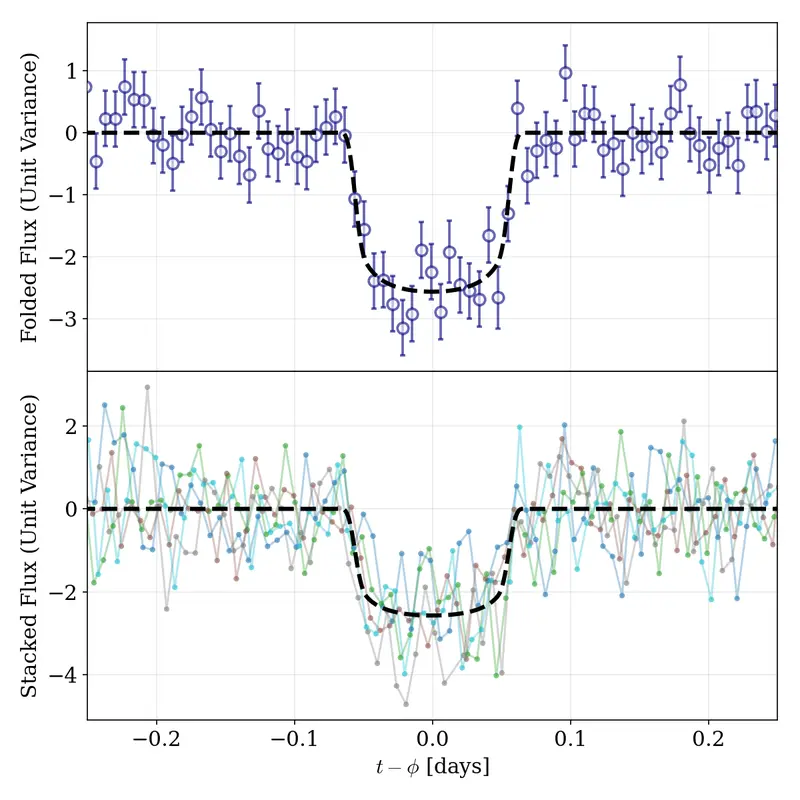 Folded Flux (Unit Variance)
1
0
−1
−2
−3
Stacked Flux (Unit Variance)
2
0
−2
−4
−0.2 −0.1 0.0 0.1 0.2
t − ϕ [days]